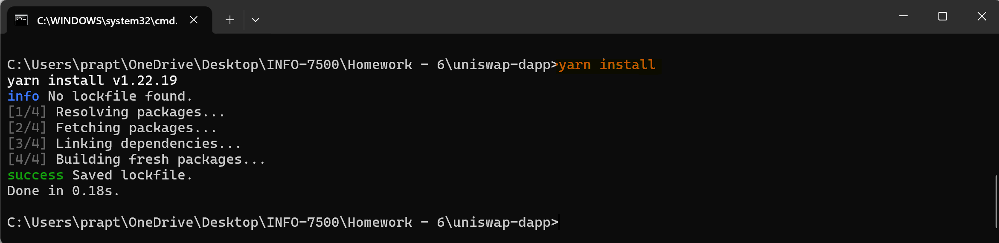 C:\WINDOWS\system32\cmd.
C:\Users\prapt\OneDrive\Desktop\INFO-7500\Homework - 6\uniswap-dapp>yarn install
yarn install v1.22.19
info No lockfile found.
[1/4] Resolving packages...
[2/4] Fetching packages...
[3/4] Linking dependencies...
[4/4] Building fresh packages...
success Saved lockfile.
Done in 0.18s.
C:\Users\prapt\OneDrive\Desktop\INFO-7500\Homework - 6\uniswap-dapp>